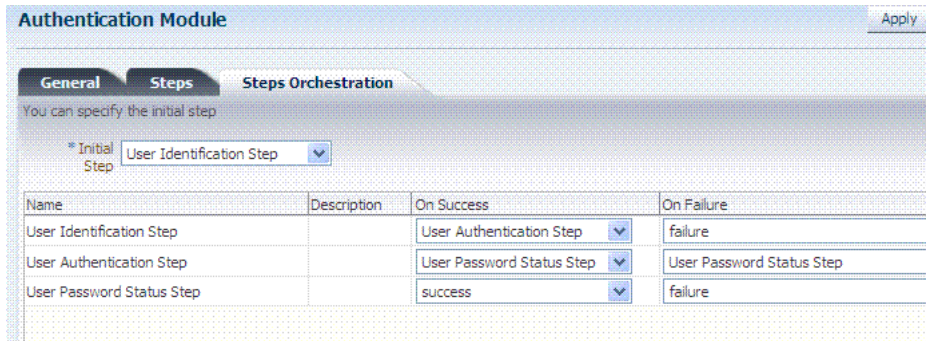 Authentication Module
Apply
General Steps Steps Orchestration
You can specify the initial step
* Initial Step User Identification Step
Name Description On Success On Failure
User Identification Step User Authentication Step failure
User Authentication Step User Password Status Step User Password Status Step
User Password Status Step success failure